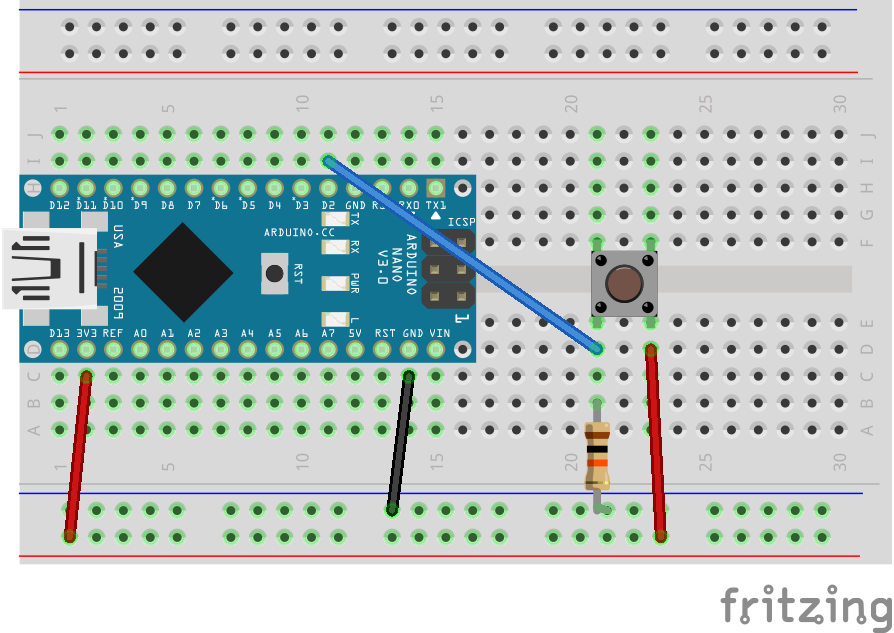 1 5 10 15 20 25 30
J J
I I
H H
D12 D11 D10 D9 D8 D7 D6 D5 D4 D3 D2 GND RX0 TX1
G G
TX
ICSP
ARDUINO.CC
F F
USA
RX
RST
ARDUINO
NANO
V3.0
PWR
2009
L
1
E E
D13 3V3 REF A0 A1 A2 A3 A4 A5 A6 A7 5V RST GND VIN
D D
C C
B B
A A
1 5 10 15 20 25 30
fritzing